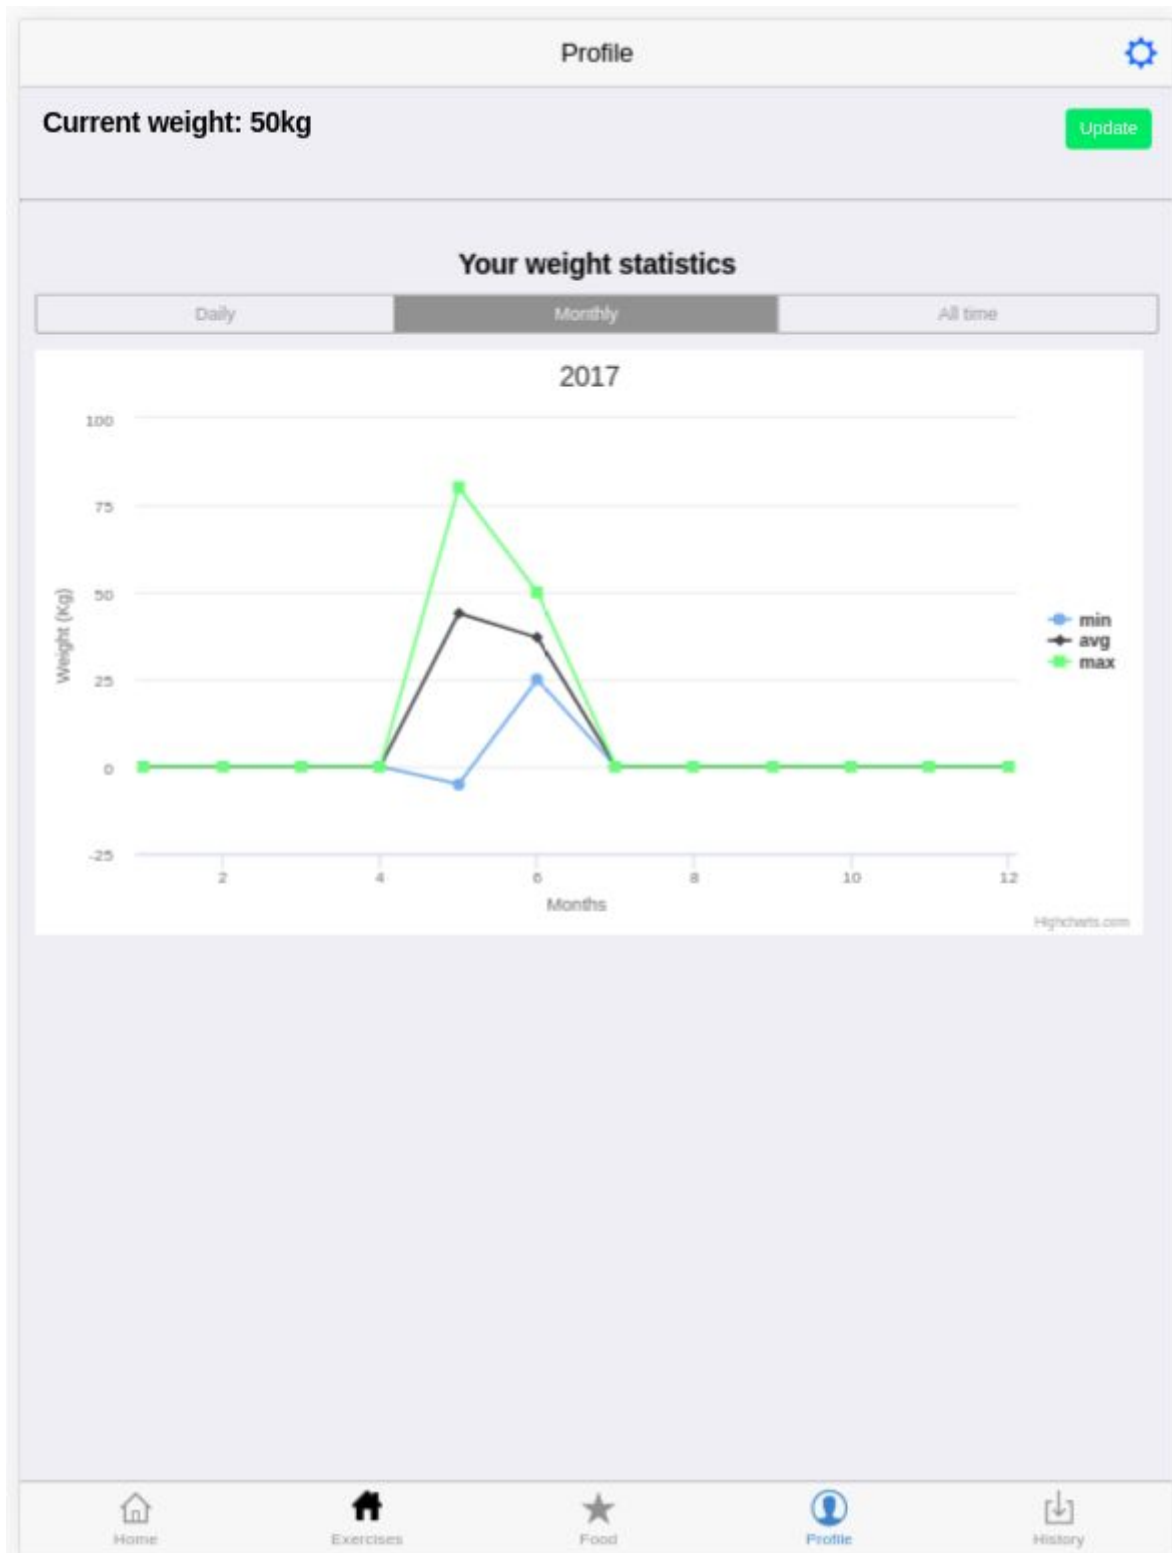 Profile
Current weight: 50kg
Update
Your weight statistics
Daily Monthly All time
2017
100
75
50
25
0
-25
Weight (Kg)
min
avg
max
2 4 6 8 10 12
Months
Highcharts.com
Home Exercises Food Profile History